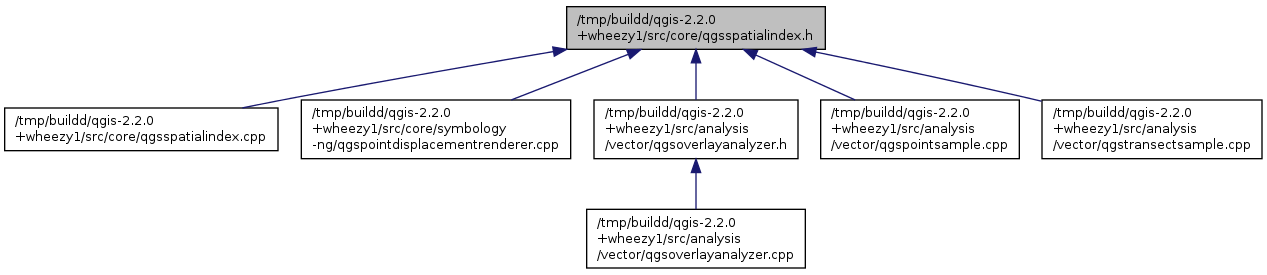 /tmp/buildd/qgis-2.2.0
+wheezy1/src/core/qgsspatialindex.h
/tmp/buildd/qgis-2.2.0
+wheezy1/src/core/qgsspatialindex.cpp
/tmp/buildd/qgis-2.2.0
+wheezy1/src/core/symbology
-ng/qgspointdisplacementrenderer.cpp
/tmp/buildd/qgis-2.2.0
+wheezy1/src/analysis
/vector/qgsoverlayanalyzer.h
/tmp/buildd/qgis-2.2.0
+wheezy1/src/analysis
/vector/qgspointsample.cpp
/tmp/buildd/qgis-2.2.0
+wheezy1/src/analysis
/vector/qgstransectsample.cpp
/tmp/buildd/qgis-2.2.0
+wheezy1/src/analysis
/vector/qgsoverlayanalyzer.cpp